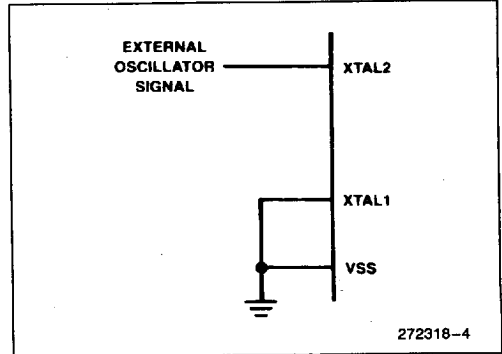 EXTERNAL
OSCILLATOR
SIGNAL
XTAL2
XTAL1
VSS
272318-4